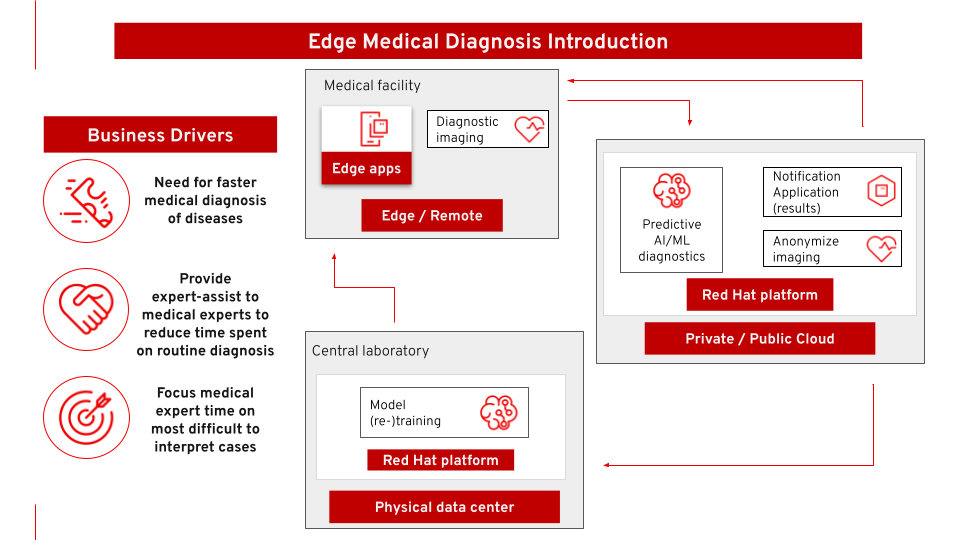 Edge Medical Diagnosis Introduction
Business Drivers
Need for faster
medical diagnosis
of diseases
Provide
expert-assist to
medical experts to
reduce time spent
on routine diagnosis
Focus medical
expert time on
most difficult to
interpret cases
Medical facility
Edge apps
Diagnostic
imaging
Edge / Remote
Predictive
AI/ML
diagnostics
Notification
Application
(results)
Anonymize
imaging
Red Hat platform
Private / Public Cloud
Central laboratory
Model
(re-)training
Red Hat platform
Physical data center